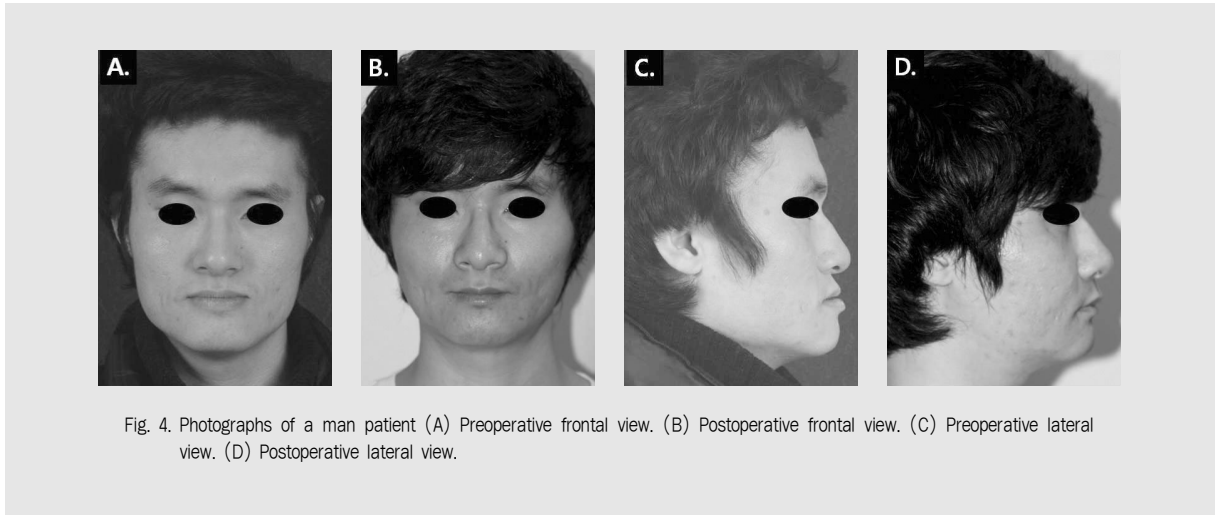 A.
B.
C.
D.
Fig. 4. Photographs of a man patient (A) Preoperative frontal view. (B) Postoperative frontal view. (C) Preoperative lateral
view. (D) Postoperative lateral view.